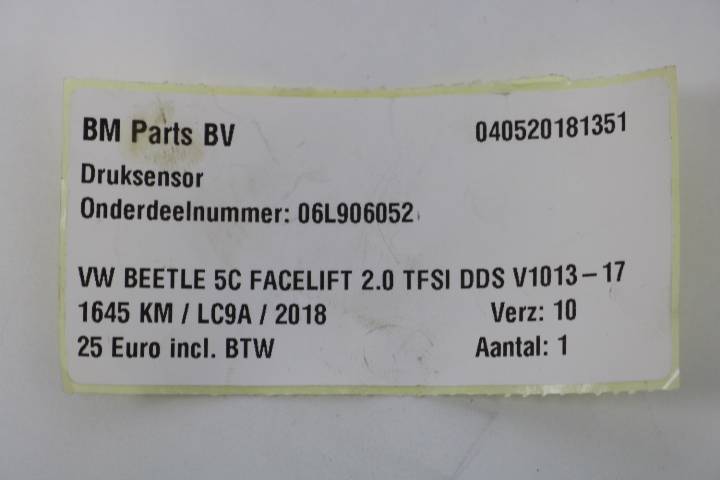 BM Parts BV 040520181351
Druksensor
Onderdeelnummer: 06L906052
VW BEETLE 5C FACELIFT 2.0 TFSI DDS V1013-17
1645 KM / LC9A / 2018 Verz: 10
25 Euro incl. BTW Aantal: 1